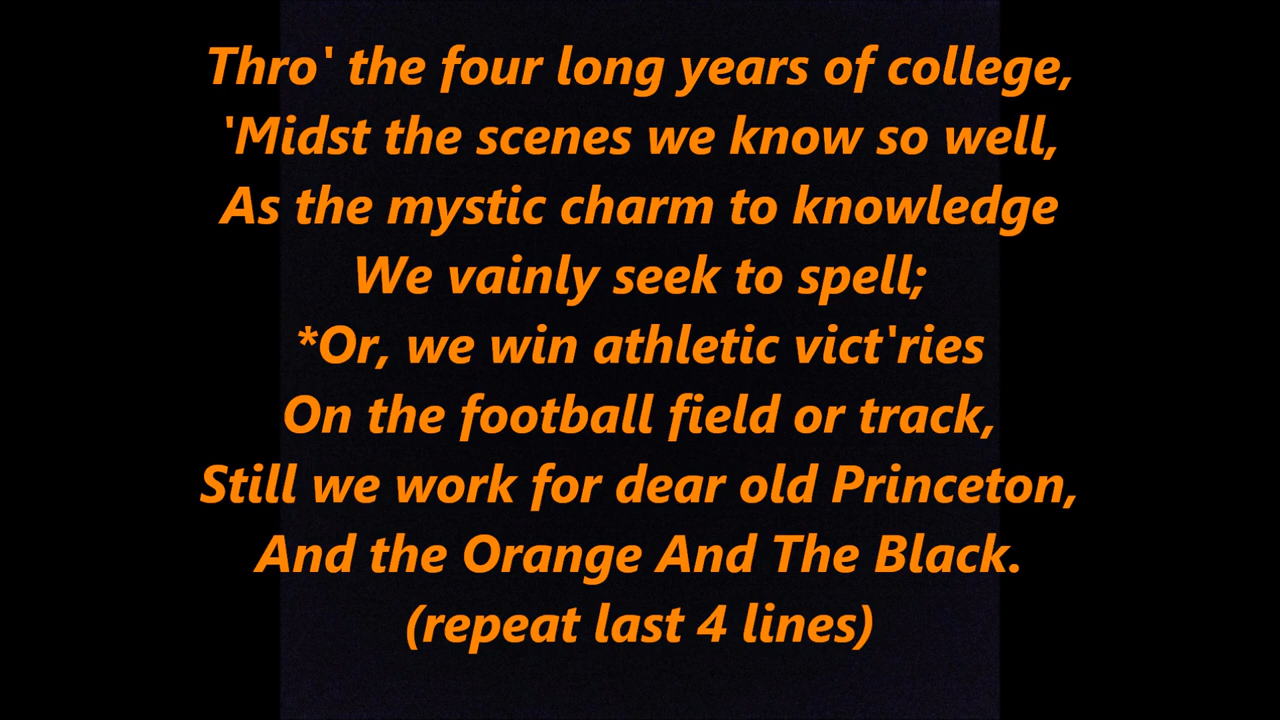 Thro' the four long years of college,
'Midst the scenes we know so well,
As the mystic charm to knowledge
We vainly seek to spell;
*Or, we win athletic vict'ries
On the football field or track,
Still we work for dear old Princeton,
And the Orange And The Black.
(repeat last 4 lines)